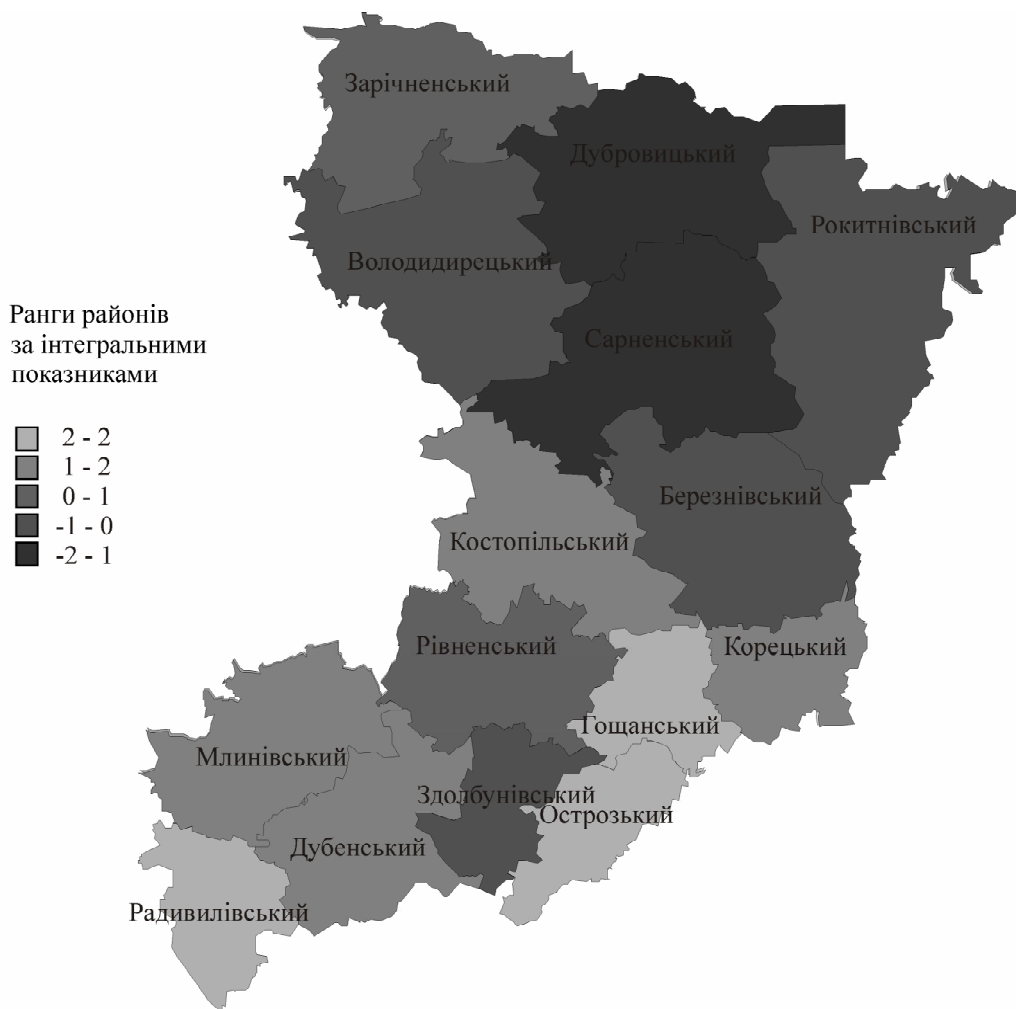 Зарічненський
Дубровицький
Рокитнівський
Володидирецький
Сарненський
Ранги районів
за інтегральними
показниками
2 - 2
1 - 2
0 - 1
-1 - 0
-2 - 1
Березнівський
Костопільський
Рівненський
Корецький
Гощанський
Млинівський
Здолбунівський
Острозький
Дубенський
Радивилівський